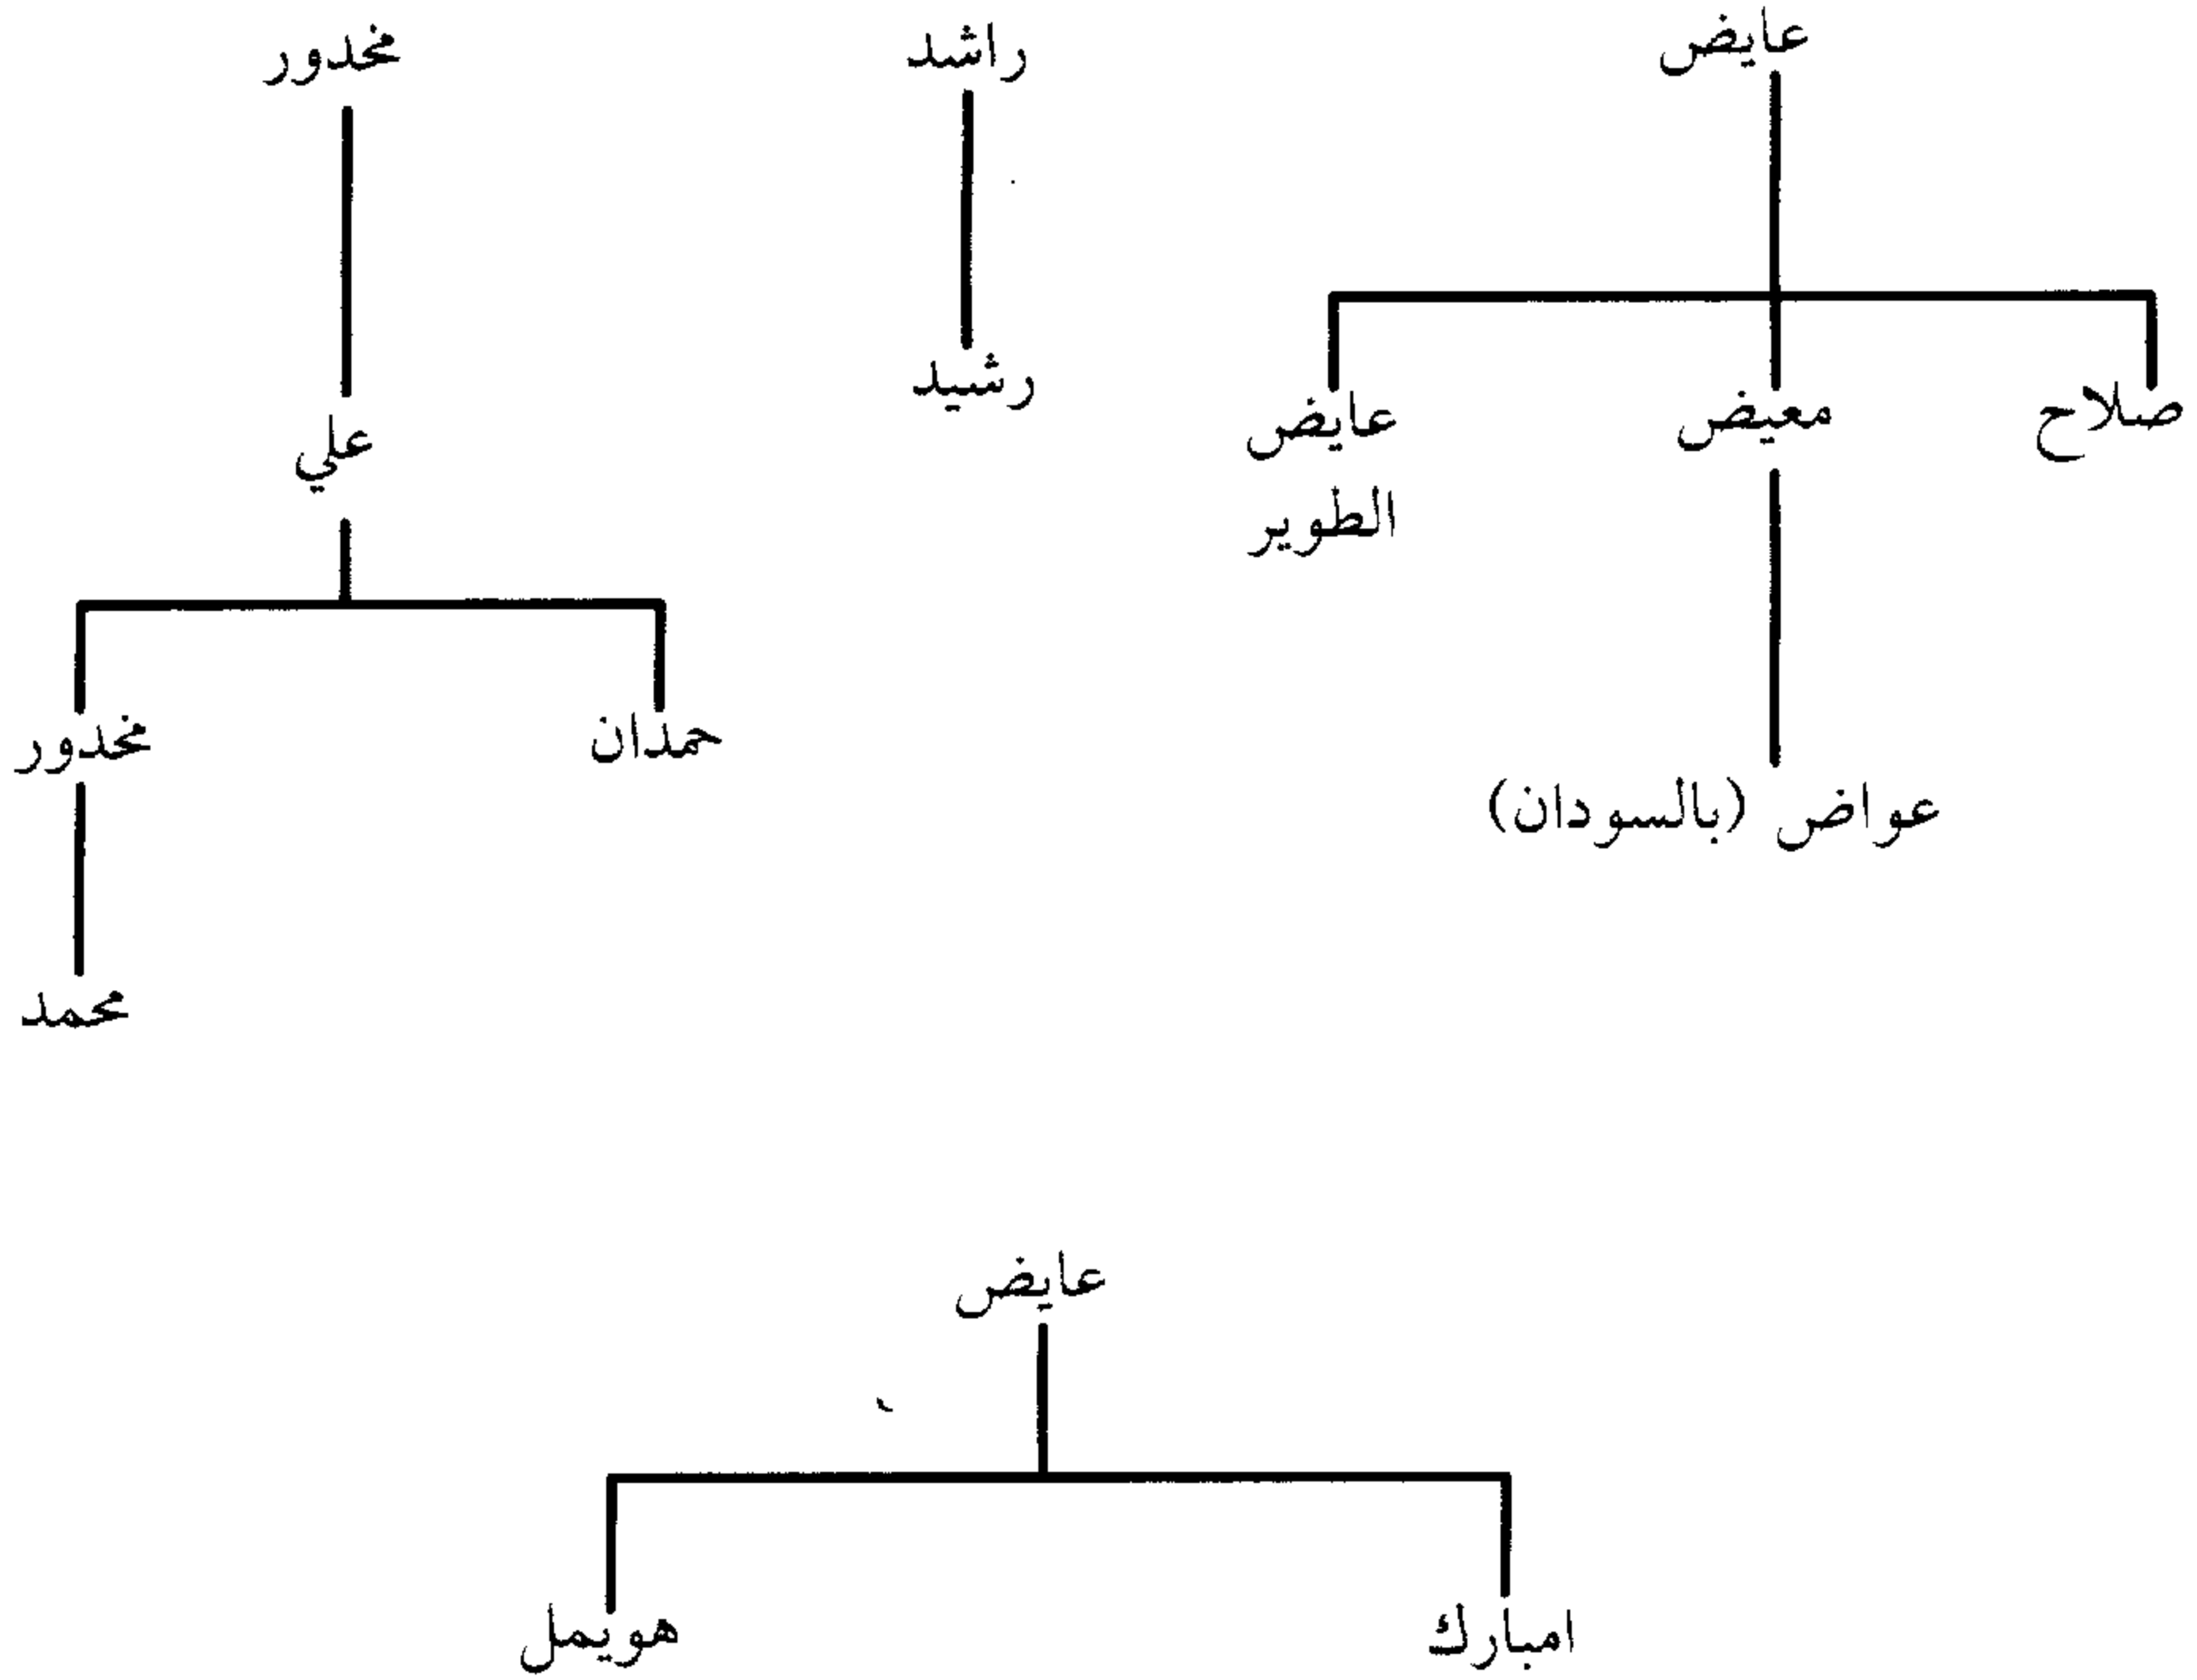 عايض
راشد
مخدور
رشيد
صلاح
معيض
عايض
الطوير
علي
حمدان
مخدور
عواض (بالسودان)
محمد
عايض
امبارك
هويمل